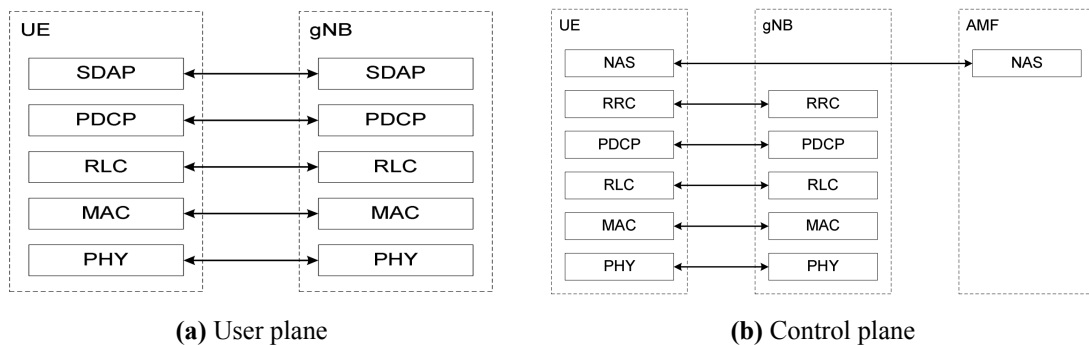 UE gNB
SDAP SDAP
PDCP PDCP
RLC RLC
MAC MAC
PHY PHY
(a) User plane
UE gNB AMF
NAS NAS
RRC RRC
PDCP PDCP
RLC RLC
MAC MAC
PHY PHY
(b) Control plane